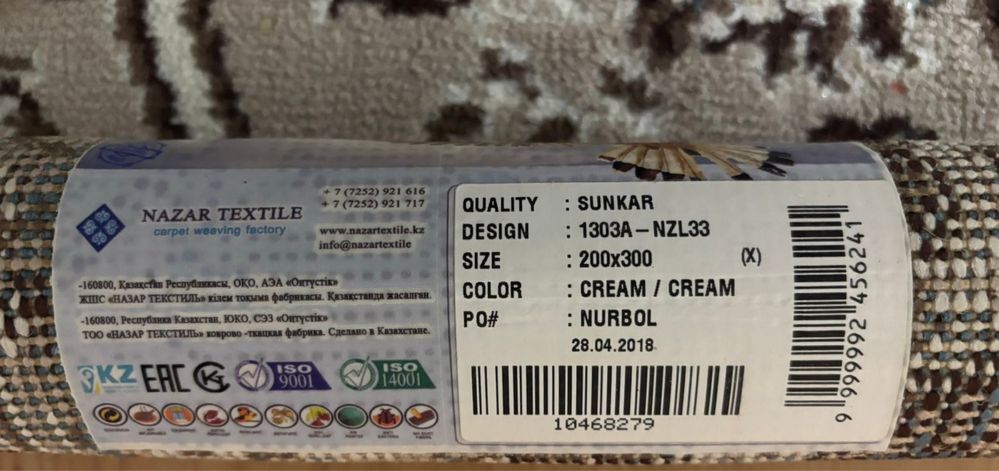 NAZAR TEXTILE
carpet weaving factory
+ 7 (7252) 921 616
+ 7 (7252) 921 717
www.nazartextile.kz
info@nazartextile
-160800, Қазақстан Республикасы, ОҚО, АЭА «Оңтүстік»
ЖШС «НАЗАР ТЕКСТИЛЬ» кілем тоқыма фабрикасы. Қазақстанда жасалған.
-160800, Республика Казахстан, ЮКО, СЭЗ «Онтустік»
ТОО «НАЗАР ТЕКСТИЛЬ» коврово -ткацкая фабрика. Сделано в Казахстане.
KZ EAC ISO 9001 ISO 14001
QUALITY : SUNKAR
DESIGN : 1303A – NZL33
SIZE : 200x300 (X)
COLOR : CREAM / CREAM
PO# : NURBOL
28.04.2018
10468279
9 999992 456241